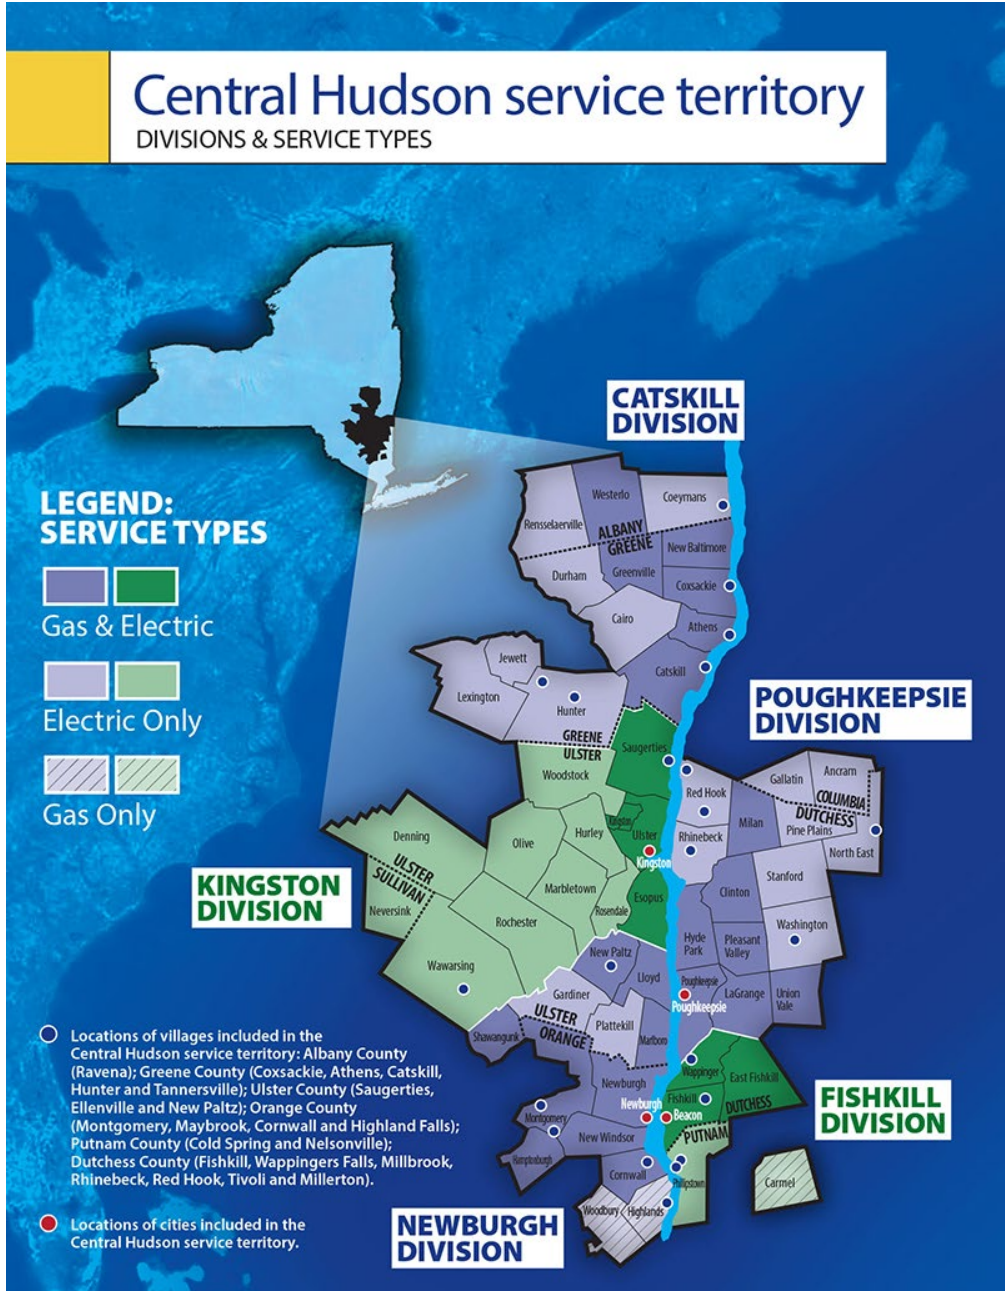 Central Hudson service territory
DIVISIONS & SERVICE TYPES
CATSKILL
DIVISION
LEGEND:
SERVICE TYPES
Gas & Electric
Electric Only
Gas Only
Westerlo
Coeymans
Rensselaerville
ALBANY
GREENE
New Baltimore
Durham
Greenville
Coxsackie
Cairo
Athens
Catskill
Jewett
Lexington
Hunter
GREENE
ULSTER
Saugerties
Woodstock
POUGHKEEPSIE
DIVISION
Gallatin
Ancram
COLUMBIA
DUTCHESS
Red Hook
Milan
Pine Plains
North East
Rhinebeck
Stanford
Clinton
Washington
Hyde
Park
Pleasant
Valley
Poughkeepsie
Poughkeepsie
LaGrange
Union
Vale
Denning
Olive
Hurley
Kingston
Ulster
Kingston
ULSTER
SULLIVAN
Neversink
Marbletown
Rosendale
Esopus
Rochester
Wawarsing
KINGSTON
DIVISION
New Paltz
Lloyd
Gardiner
ULSTER
ORANGE
Plattekill
Marlboro
Shawangunk
Newburgh
Newburgh
Montgomery
New Windsor
Hamptonburgh
Cornwall
Woodbury
Highlands
Wappinger
East Fishkill
Fishkill
Beacon
DUTCHESS
PUTNAM
Philipstown
Carmel
FISHKILL
DIVISION
NEWBURGH
DIVISION
Locations of villages included in the
Central Hudson service territory: Albany County
(Ravena); Greene County (Coxsackie, Athens, Catskill,
Hunter and Tannersville); Ulster County (Saugerties,
Ellenville and New Paltz); Orange County
(Montgomery, Maybrook, Cornwall and Highland Falls);
Putnam County (Cold Spring and Nelsonville);
Dutchess County (Fishkill, Wappingers Falls, Millbrook,
Rhinebeck, Red Hook, Tivoli and Millerton).
Locations of cities included in the
Central Hudson service territory.